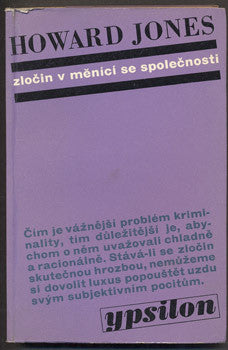 HOWARD JONES
zločin v měnící se společnosti
Čím je vážnější problém krimi-
nality, tím důležitější je, aby-
chom o něm uvažovali chladně
a racionálně. Stává-li se zločin
skutečnou hrozbou, nemůžeme
si dovolit luxus popouštět uzdu
svým subjektivním pocitům.
ypsilon